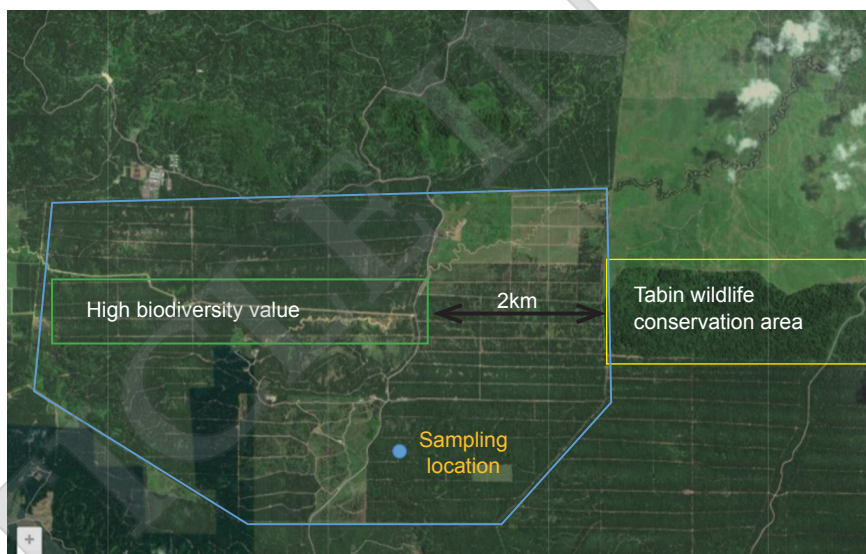 High biodiversity value
2km
Tabin wildlife
conservation area
Sampling
location
+